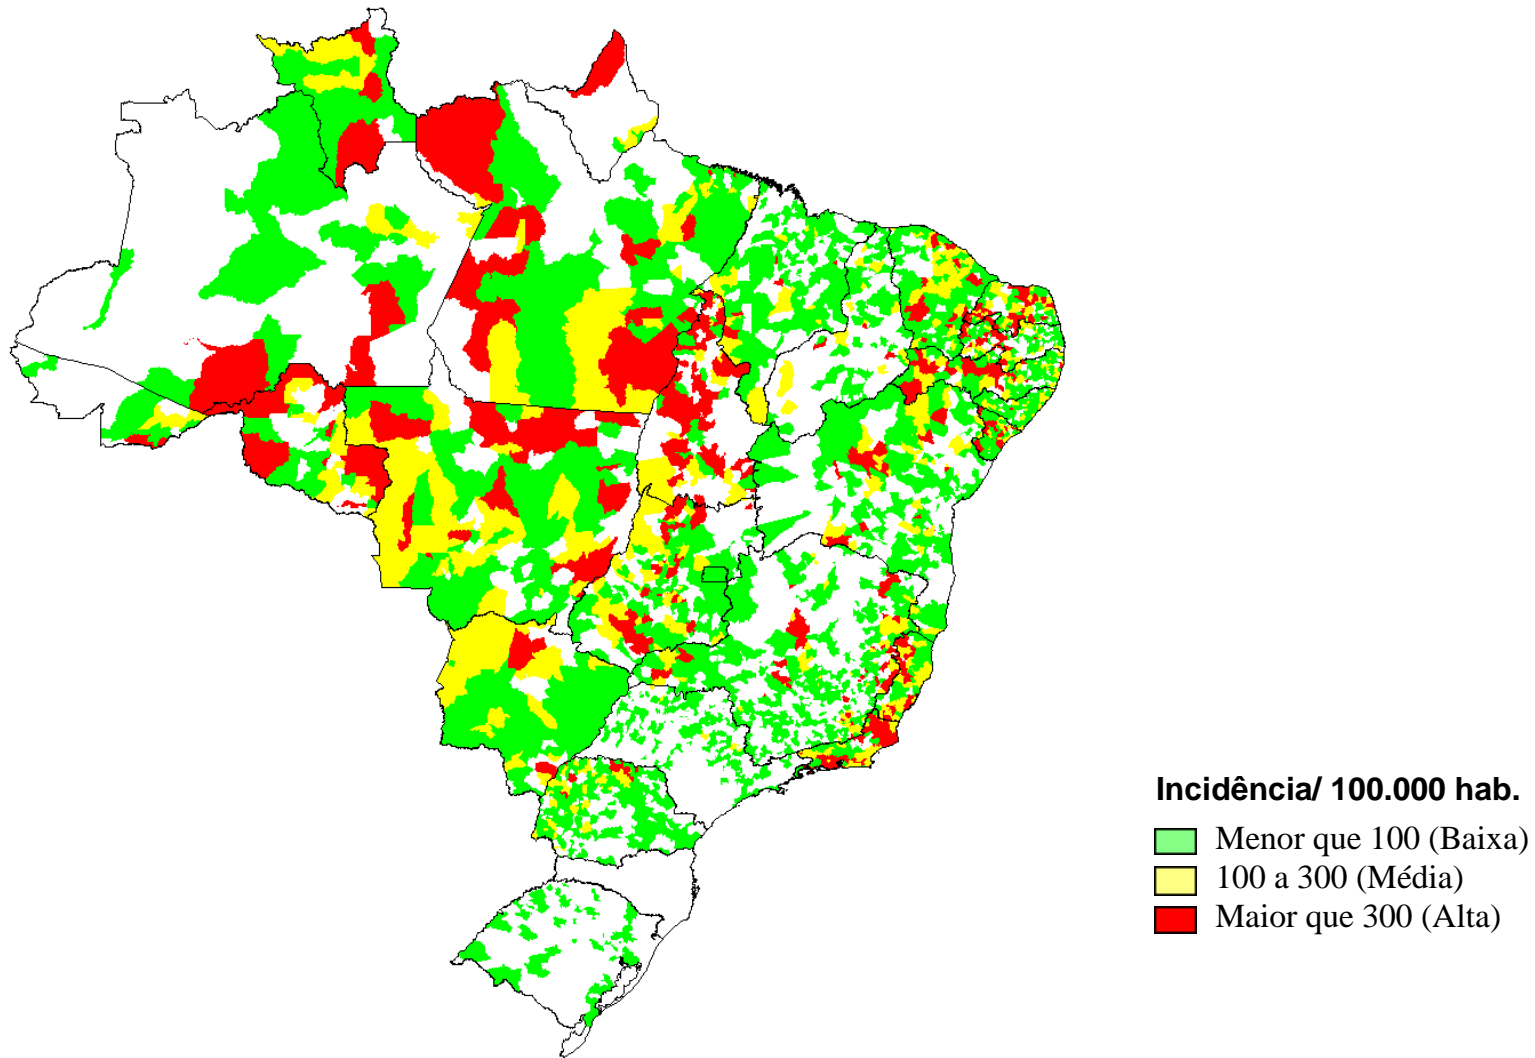 Incidência/ 100.000 hab.
Menor que 100 (Baixa)
100 a 300 (Média)
Maior que 300 (Alta)